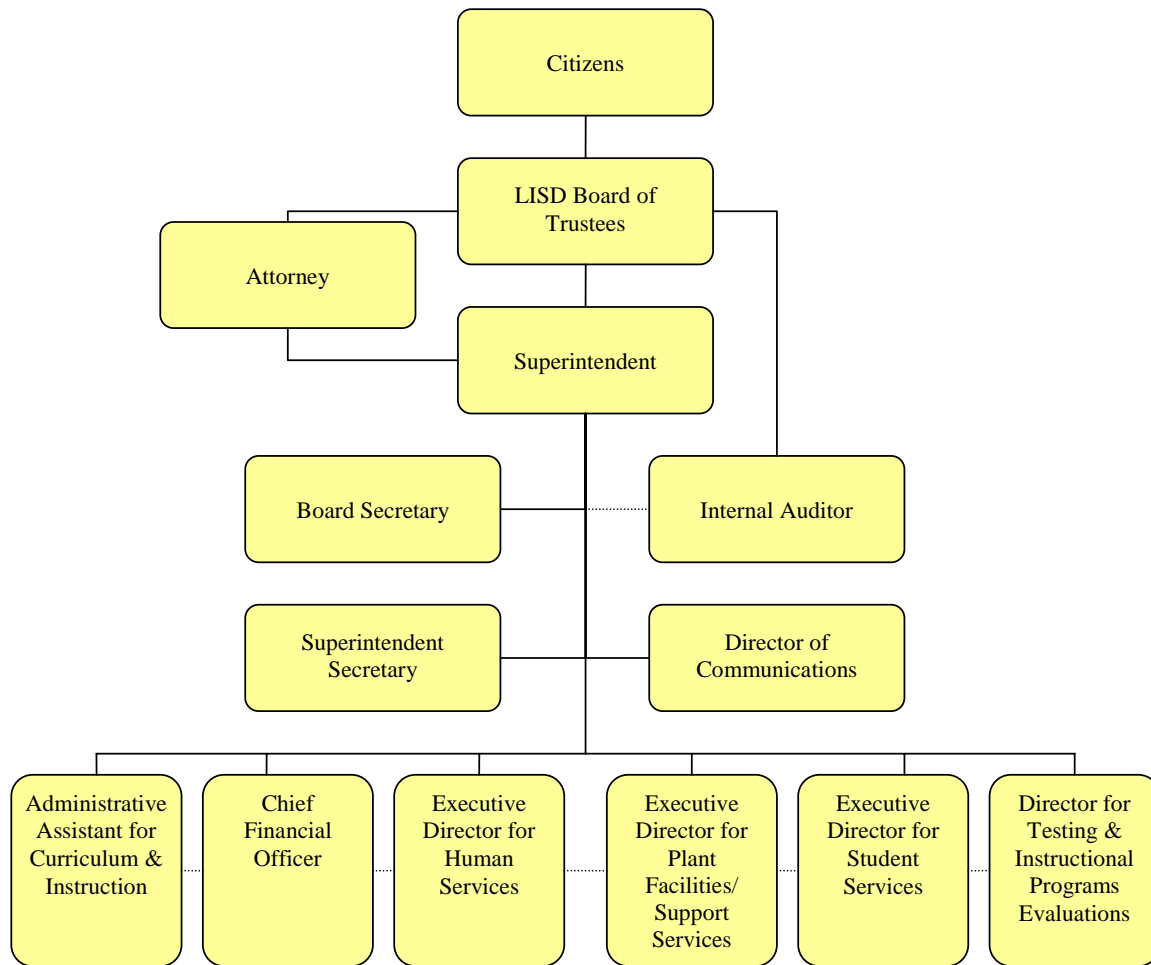 Citizens
LISD Board of
Trustees
Attorney
Superintendent
Board Secretary
Internal Auditor
Superintendent
Secretary
Director of
Communications
Administrative
Assistant for
Curriculum &
Instruction
Chief
Financial
Officer
Executive
Director for
Human
Services
Executive
Director for
Plant
Facilities/
Support
Services
Executive
Director for
Student
Services
Director for
Testing &
Instructional
Programs
Evaluations